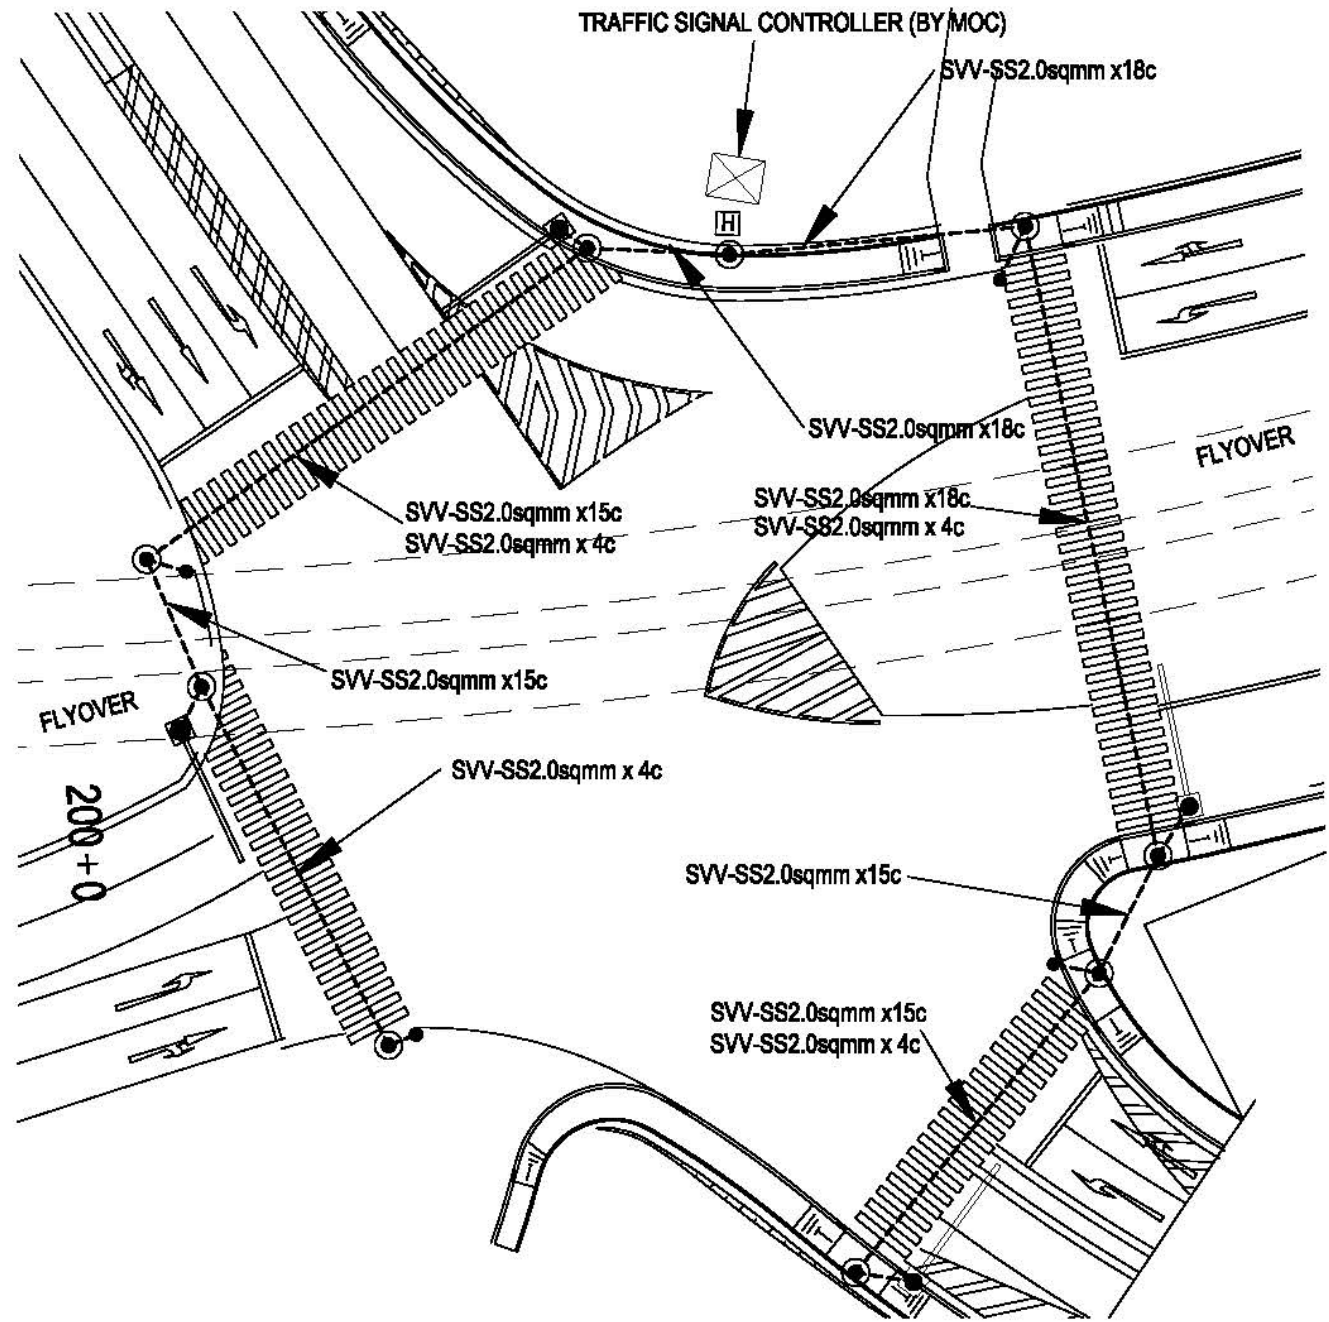 TRAFFIC SIGNAL CONTROLLER (BY MOC)
SVV-SS2.0sqmm x18c
H
SVV-SS2.0sqmm x18c
FLYOVER
SVV-SS2.0sqmm x15c
SVV-SS2.0sqmm x 4c
SVV-SS2.0sqmm x18c
SVV-SS2.0sqmm x 4c
SVV-SS2.0sqmm x15c
FLYOVER
SVV-SS2.0sqmm x 4c
200+0
SVV-SS2.0sqmm x15c
SVV-SS2.0sqmm x15c
SVV-SS2.0sqmm x 4c